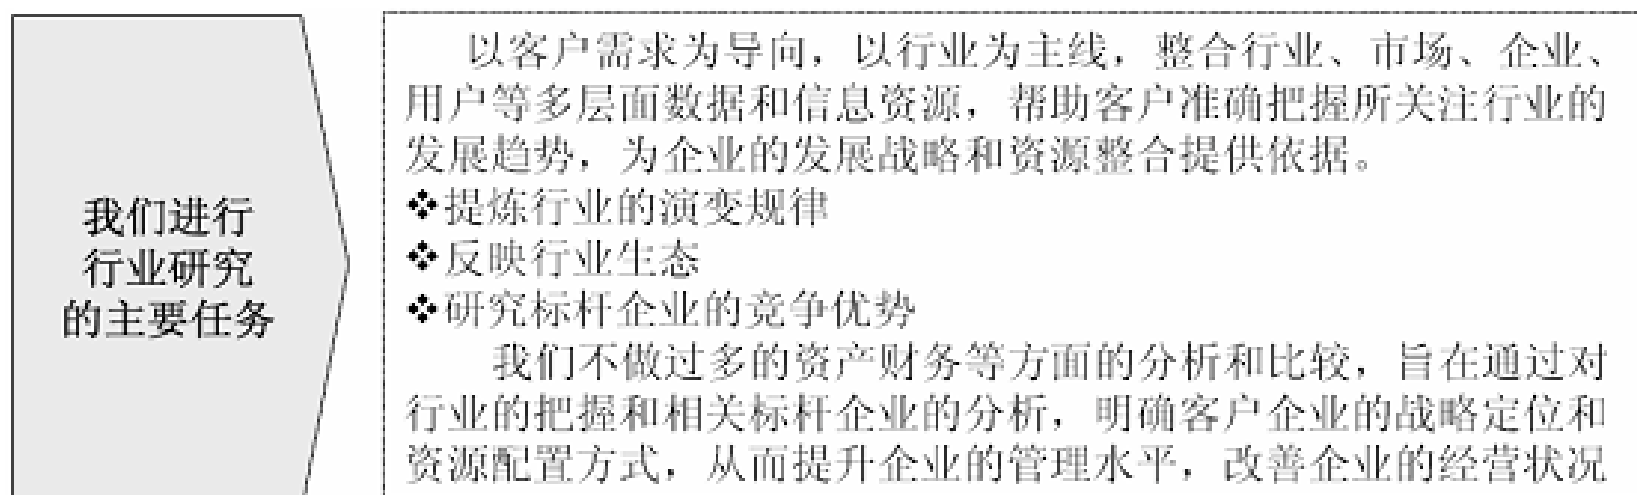 我们进行
行业研究
的主要任务
以客户需求为导向，以行业为主线，整合行业、市场、企业、
用户等多层面数据和信息资源，帮助客户准确把握所关注行业的
发展趋势，为企业的发展战略和资源整合提供依据。
❖提炼行业的演变规律
❖反映行业生态
❖研究标杆企业的竞争优势
我们不做过多的资产财务等方面的分析和比较，旨在通过对
行业的把握和相关标杆企业的分析，明确客户企业的战略定位和
资源配置方式，从而提升企业的管理水平，改善企业的经营状况